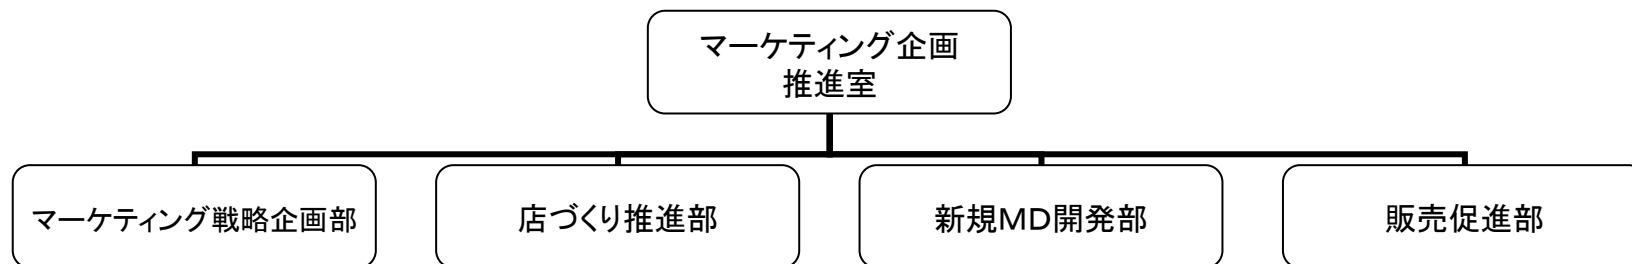 マーケティング企画
推進室
マーケティング戦略企画部
店づくり推進部
新規MD開発部
販売促進部